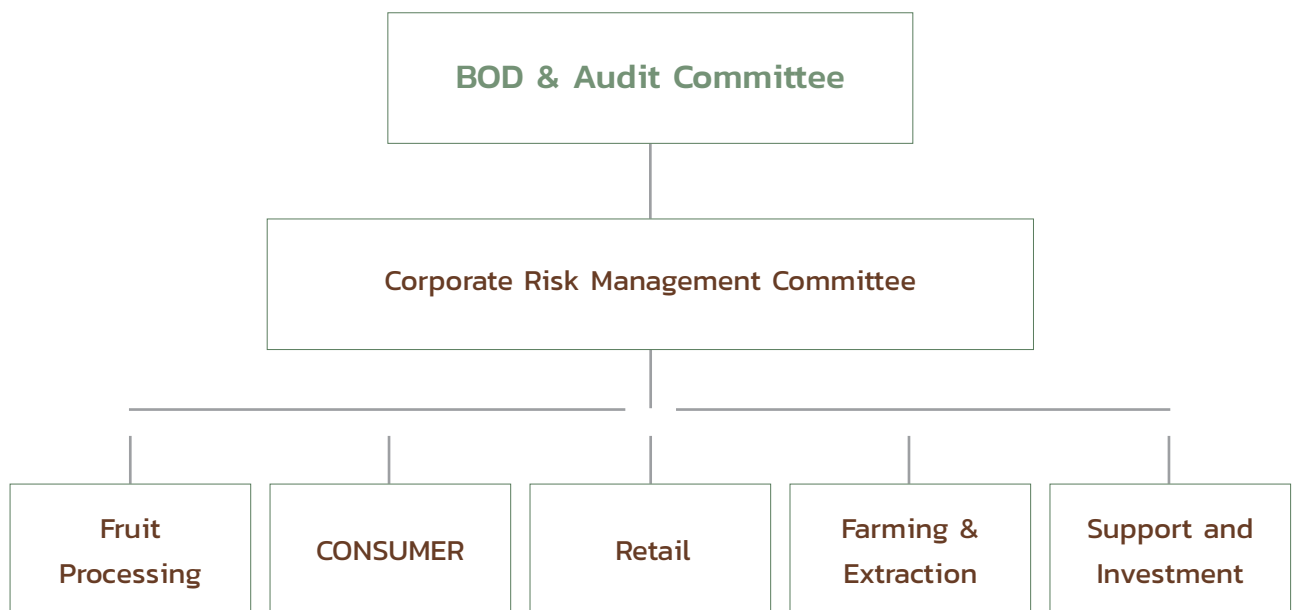 BOD & Audit Committee
Corporate Risk Management Committee
Fruit
Processing
CONSUMER
Retail
Farming &
Extraction
Support and
Investment